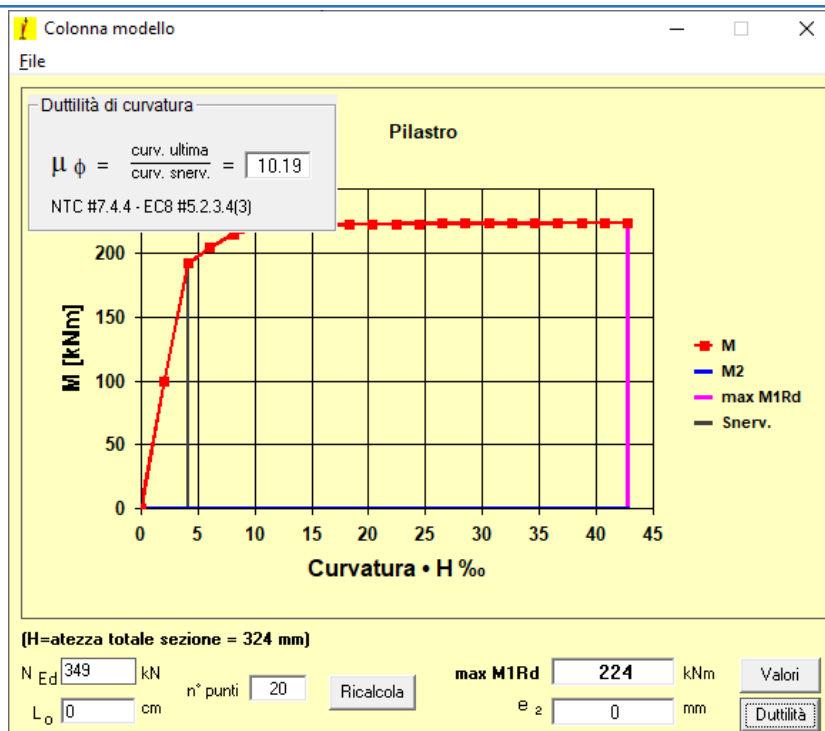 Colonna modello
File
Duttilità di curvatura
μ ϕ = curv. ultima / curv. snerv. = 10.19
NTC #7.4.4 - EC8 #5.2.3.4(3)
Pilastro
M [kNm]
200
150
100
50
0
0 5 10 15 20 25 30 35 40 45
Curvatura • H ‰
M
M2
max M1Rd
Snerv.
(H=atezza totale sezione = 324 mm)
N Ed 349 kN
L o 0 cm
n° punti 20
Ricalcola
max M1Rd 224 kNm
e 2 0 mm
Valori
Duttilità